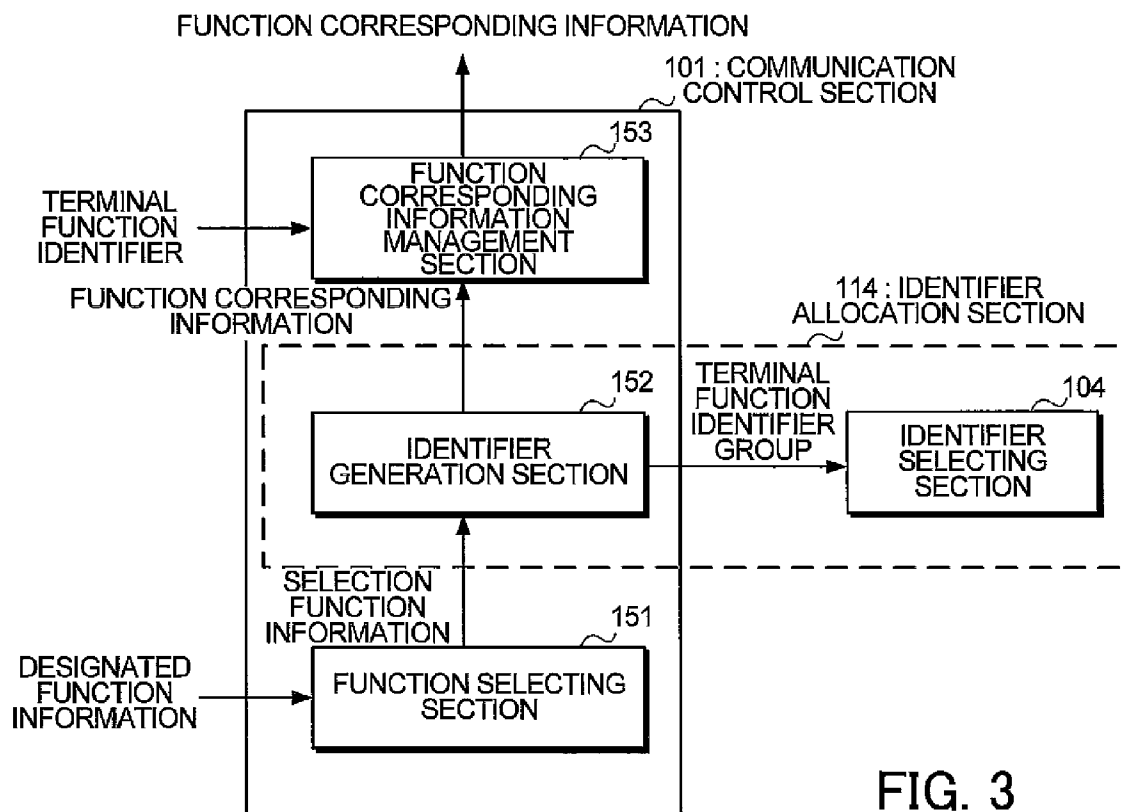 FUNCTION CORRESPONDING INFORMATION
101 : COMMUNICATION
CONTROL SECTION
153
FUNCTION
CORRESPONDING
INFORMATION
MANAGEMENT
SECTION
TERMINAL
FUNCTION
IDENTIFIER
FUNCTION CORRESPONDING
INFORMATION
114 : IDENTIFIER
ALLOCATION SECTION
152
IDENTIFIER
GENERATION SECTION
TERMINAL
FUNCTION
IDENTIFIER
GROUP
104
IDENTIFIER
SELECTING
SECTION
SELECTION
FUNCTION
INFORMATION
151
FUNCTION SELECTING
SECTION
DESIGNATED
FUNCTION
INFORMATION
FIG. 3